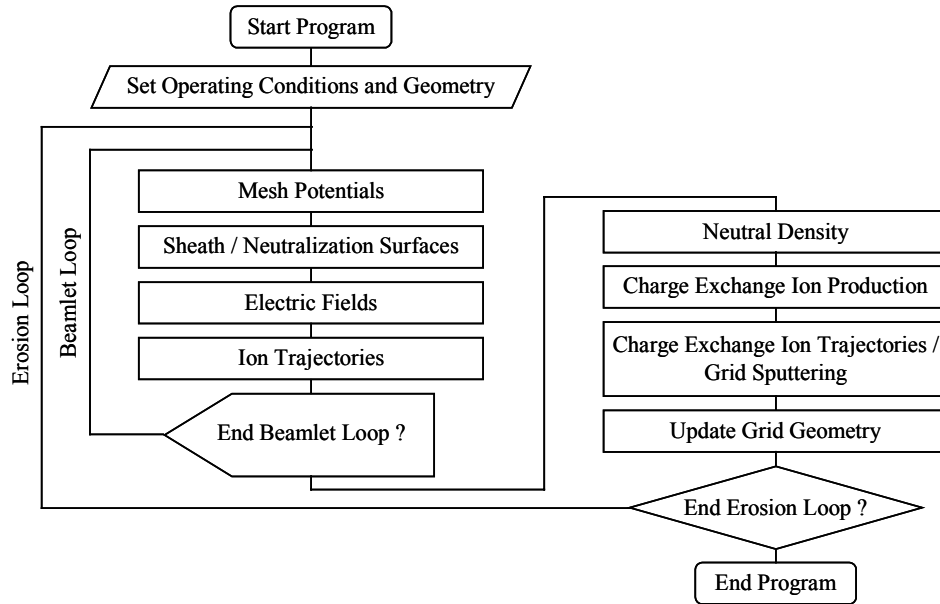 Start Program
Set Operating Conditions and Geometry
Erosion Loop
Beamlet Loop
Mesh Potentials
Sheath / Neutralization Surfaces
Electric Fields
Ion Trajectories
End Beamlet Loop ?
Neutral Density
Charge Exchange Ion Production
Charge Exchange Ion Trajectories /
Grid Sputtering
Update Grid Geometry
End Erosion Loop ?
End Program